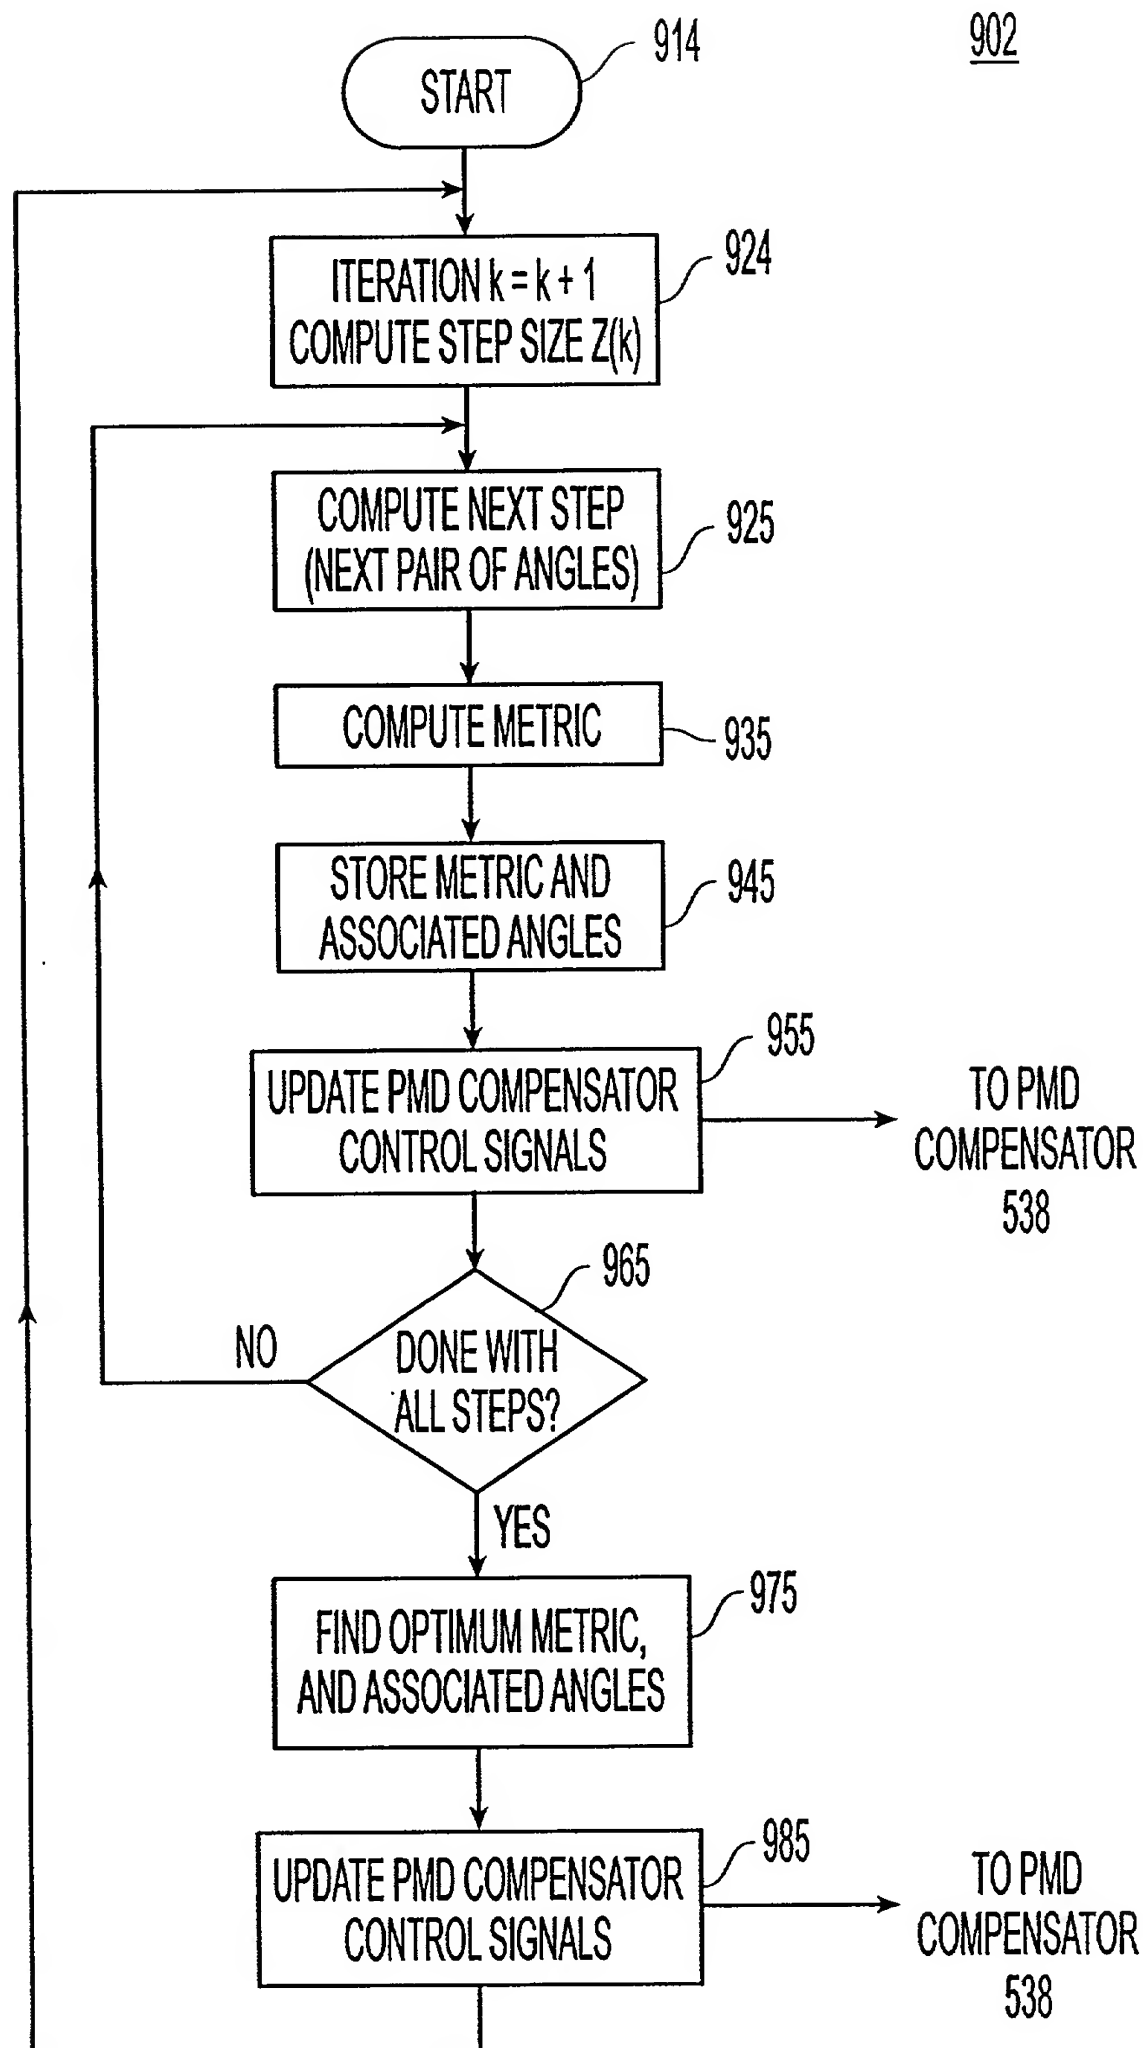 914
902
START
924
ITERATION k = k + 1
COMPUTE STEP SIZE Z(k)
COMPUTE NEXT STEP
(NEXT PAIR OF ANGLES)
925
COMPUTE METRIC
935
STORE METRIC AND
ASSOCIATED ANGLES
945
955
UPDATE PMD COMPENSATOR
CONTROL SIGNALS
TO PMD
COMPENSATOR
538
965
NO
DONE WITH
ALL STEPS?
YES
975
FIND OPTIMUM METRIC,
AND ASSOCIATED ANGLES
985
UPDATE PMD COMPENSATOR
CONTROL SIGNALS
TO PMD
COMPENSATOR
538